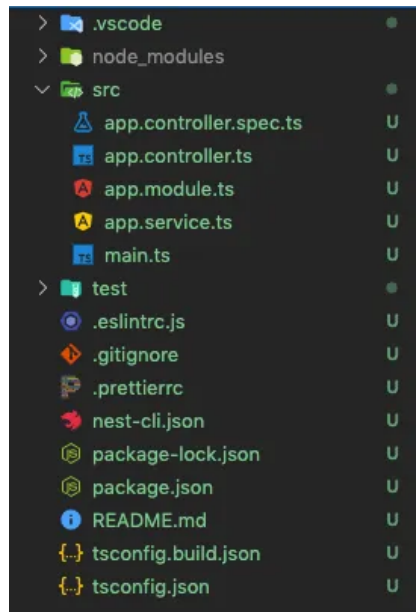 .vscode
node_modules
src
app.controller.spec.ts U
TS app.controller.ts U
A app.module.ts U
A app.service.ts U
TS main.ts U
test
.eslintrc.js U
.gitignore U
.prettierrc U
nest-cli.json U
package-lock.json U
package.json U
README.md U
{..} tsconfig.build.json U
{..} tsconfig.json U